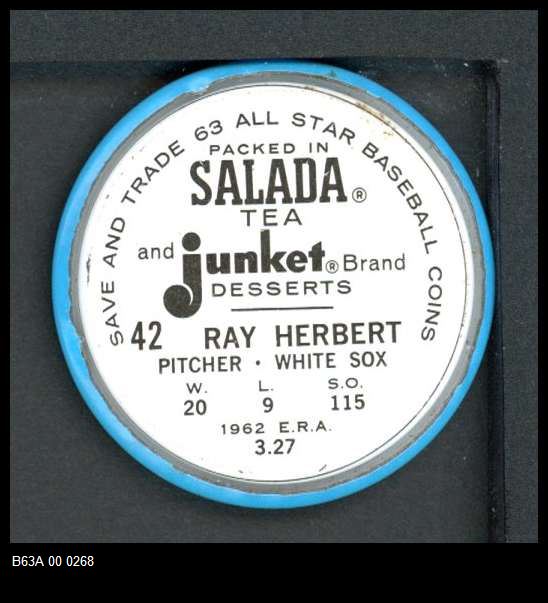 SAVE AND TRADE 63 ALL STAR BASEBALL COINS
PACKED IN
SALADA®
TEA
and junket® Brand
DESSERTS
42 RAY HERBERT
PITCHER · WHITE SOX
W. L. S.O.
20 9 115
1962 E.R.A.
3.27
B63A 00 0268